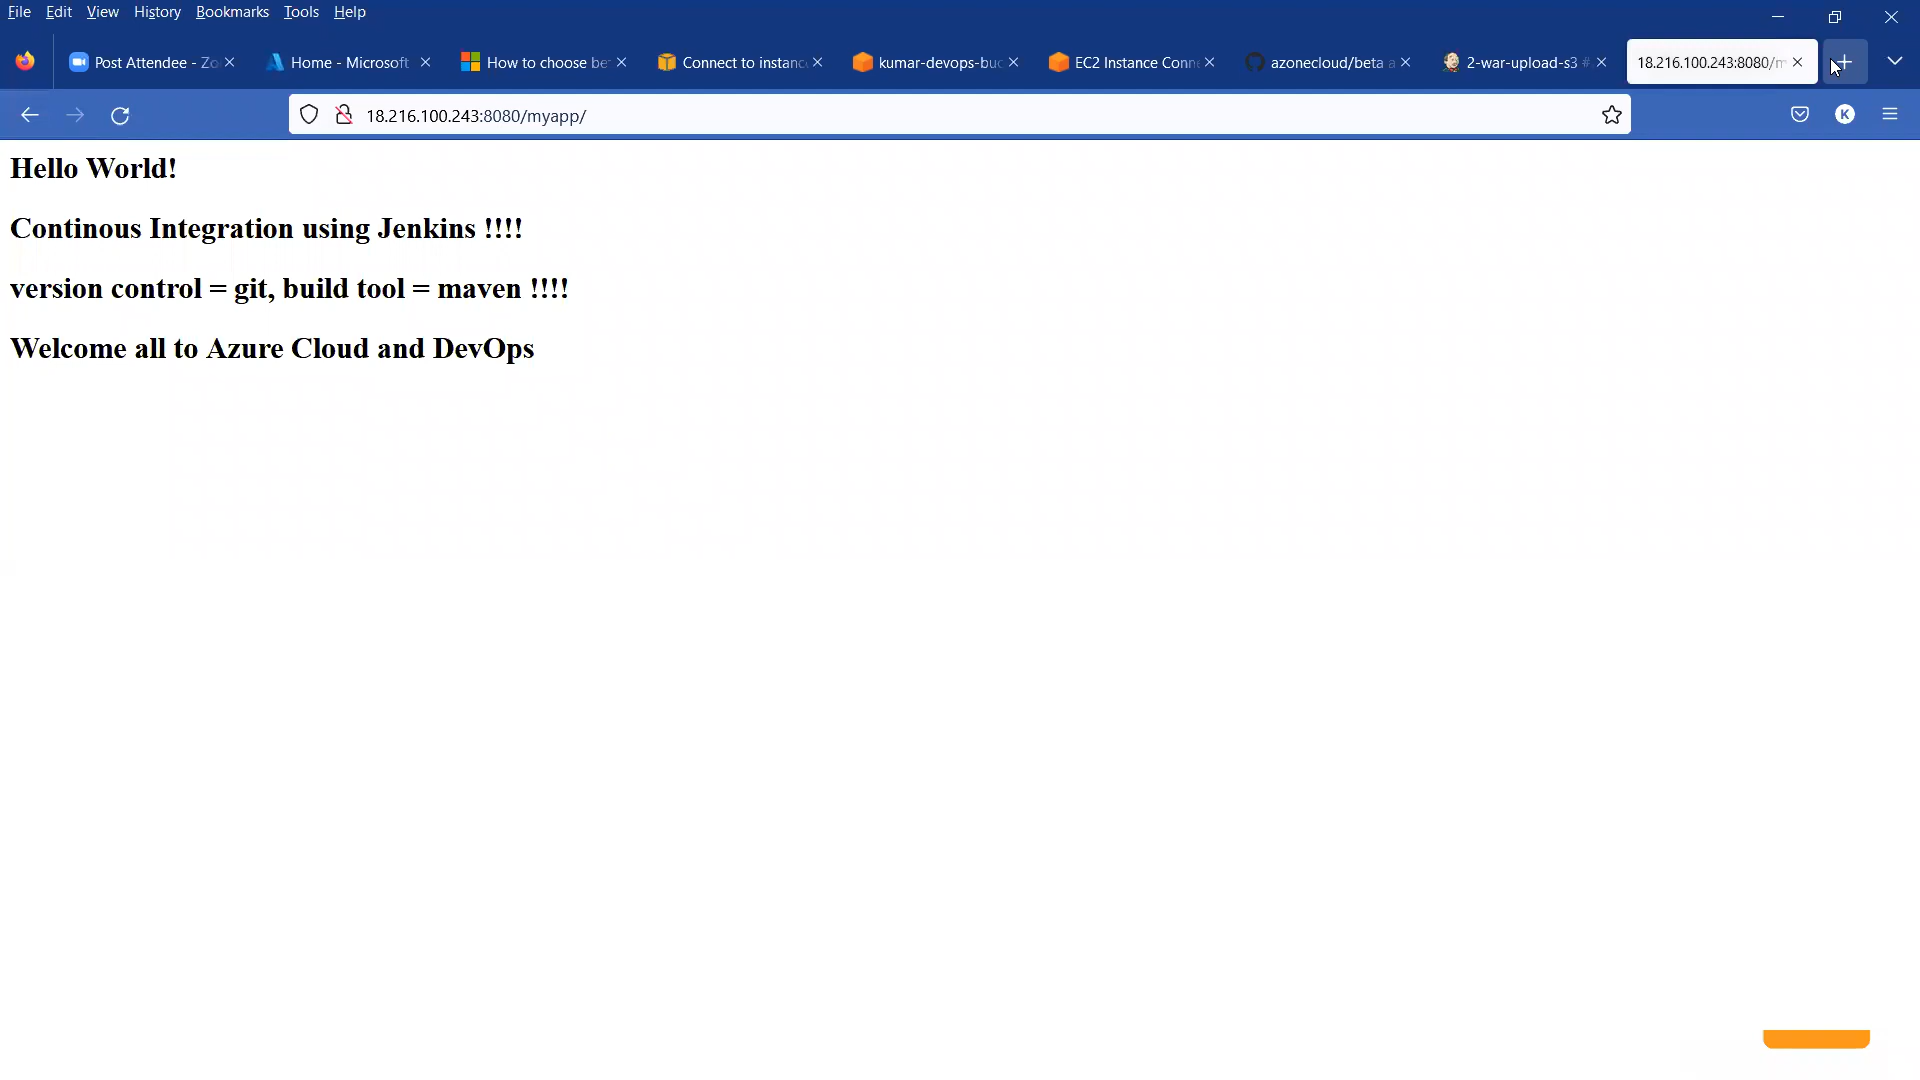 File Edit View History Bookmarks Tools Help
Post Attendee - Zo
Home - Microsoft
How to choose be
Connect to instanc
kumar-devops-buc
EC2 Instance Conn
azonecloud/beta a
2-war-upload-s3 #
18.216.100.243:8080/m
18.216.100.243:8080/myapp/
K
Hello World!
Continous Integration using Jenkins !!!!
version control = git, build tool = maven !!!!
Welcome all to Azure Cloud and DevOps